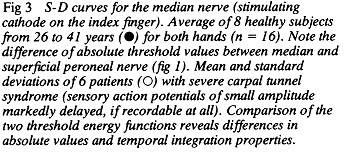 Fig 3   S-D curves for the median nerve (stimulating
cathode on the index finger). Average of 8 healthy subjects
from 26 to 41 years (●) for both hands (n = 16). Note the
difference of absolute threshold values between median and
superficial peroneal nerve (fig 1). Mean and standard
deviations of 6 patients (○) with severe carpal tunnel
syndrome (sensory action potentials of small amplitude
markedly delayed, if recordable at all). Comparison of the
two threshold energy functions reveals differences in
absolute values and temporal integration properties.